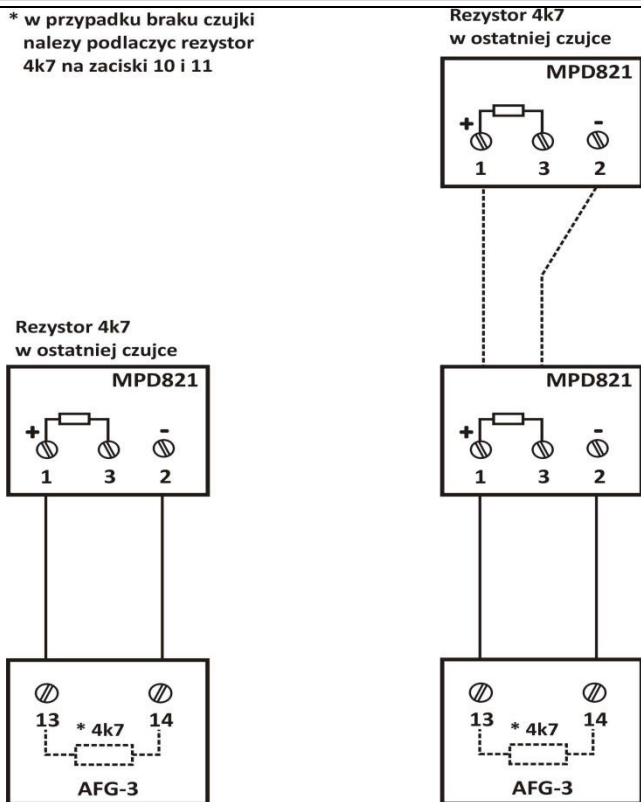 * w przypadku braku czujki
nalezy podlaczyc rezystor
4k7 na zaciski 10 i 11
Rezystor 4k7
w ostatniej czujce
MPD821
+ -
1 3 2
Rezystor 4k7
w ostatniej czujce
MPD821
+ -
1 3 2
13 * 4k7 14
AFG-3
MPD821
+ -
1 3 2
13 * 4k7 14
AFG-3